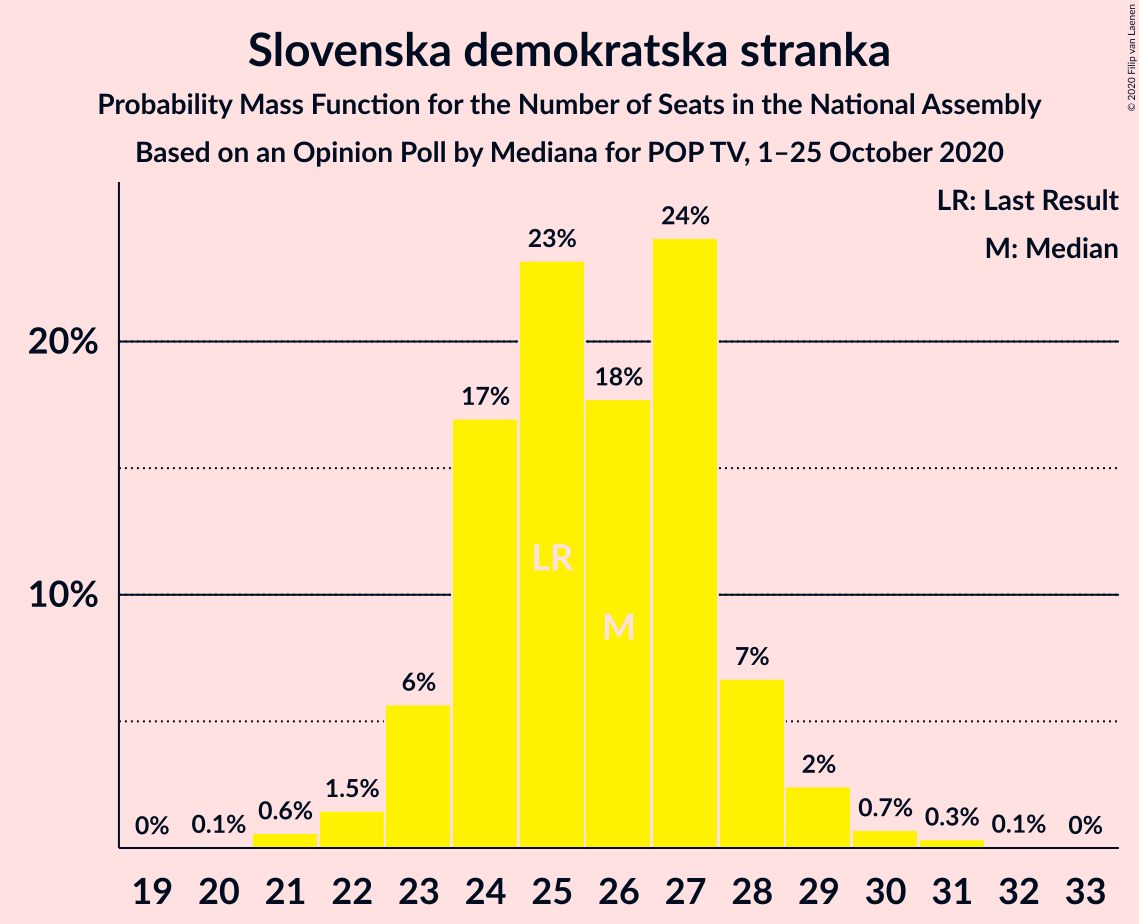 Slovenska demokratska stranka
Probability Mass Function for the Number of Seats in the National Assembly
Based on an Opinion Poll by Mediana for POP TV, 1–25 October 2020
© 2020 Filip van Laenen
LR: Last Result
M: Median
20%
10%
0%
0.1%
0.6%
1.5%
6%
17%
23%
18%
24%
7%
2%
0.7%
0.3%
0.1%
0%
LR
M
19 20 21 22 23 24 25 26 27 28 29 30 31 32 33